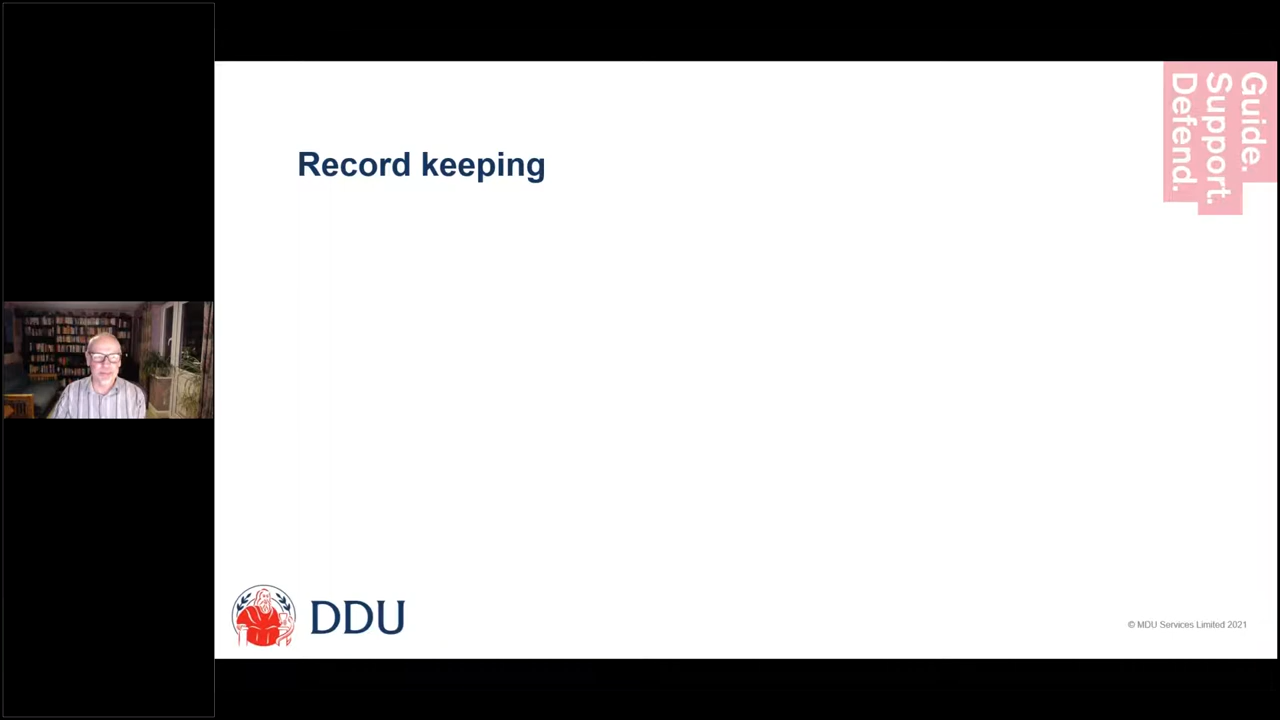 Guide.
Support.
Defend.
Record keeping
DDU
© MDU Services Limited 2021